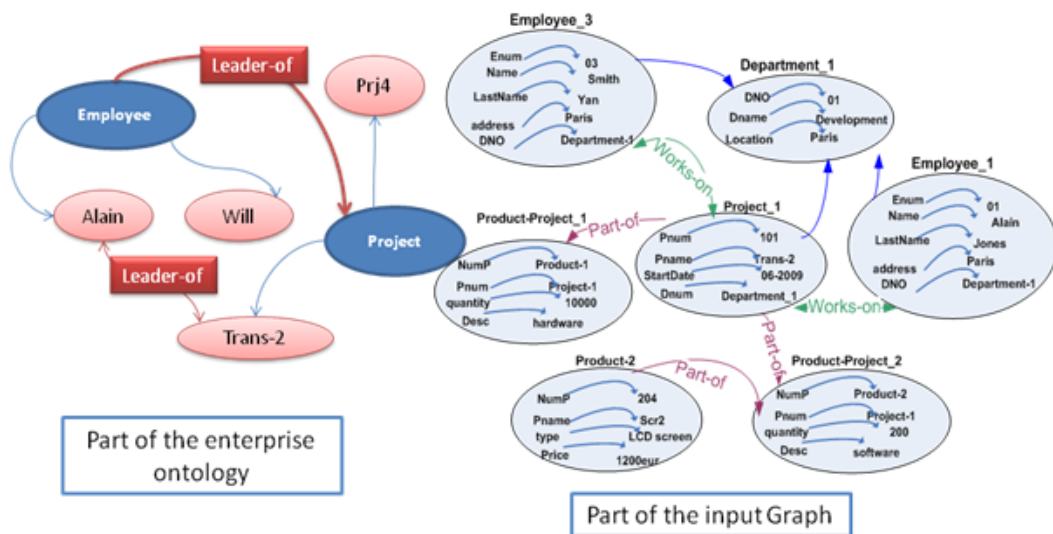 Leader-of
Employee
Prj4
Alain
Will
Project
Leader-of
Trans-2
Part of the enterprise
ontology
Employee_3
Enum 03
Name Smith
LastName Yan
address Paris
DNO Department-1
Department_1
DNO 01
Dname Development
Location Paris
Works-on
Employee_1
Enum 01
Name Alain
LastName Jones
address Paris
DNO Department-1
Product-Project_1
Part-of
NumP Product-1
Pnum Project-1
quantity 10000
Desc hardware
Project_1
Pnum 101
Pname Trans-2
StartDate 06-2009
Dnum Department_1
Works-on
Part-of
Product-2
Part-of
NumP 204
Pname Scr2
type LCD screen
Price 1200eur
Product-Project_2
NumP Product-2
Pnum Project-1
quantity 200
Desc software
Part of the input Graph